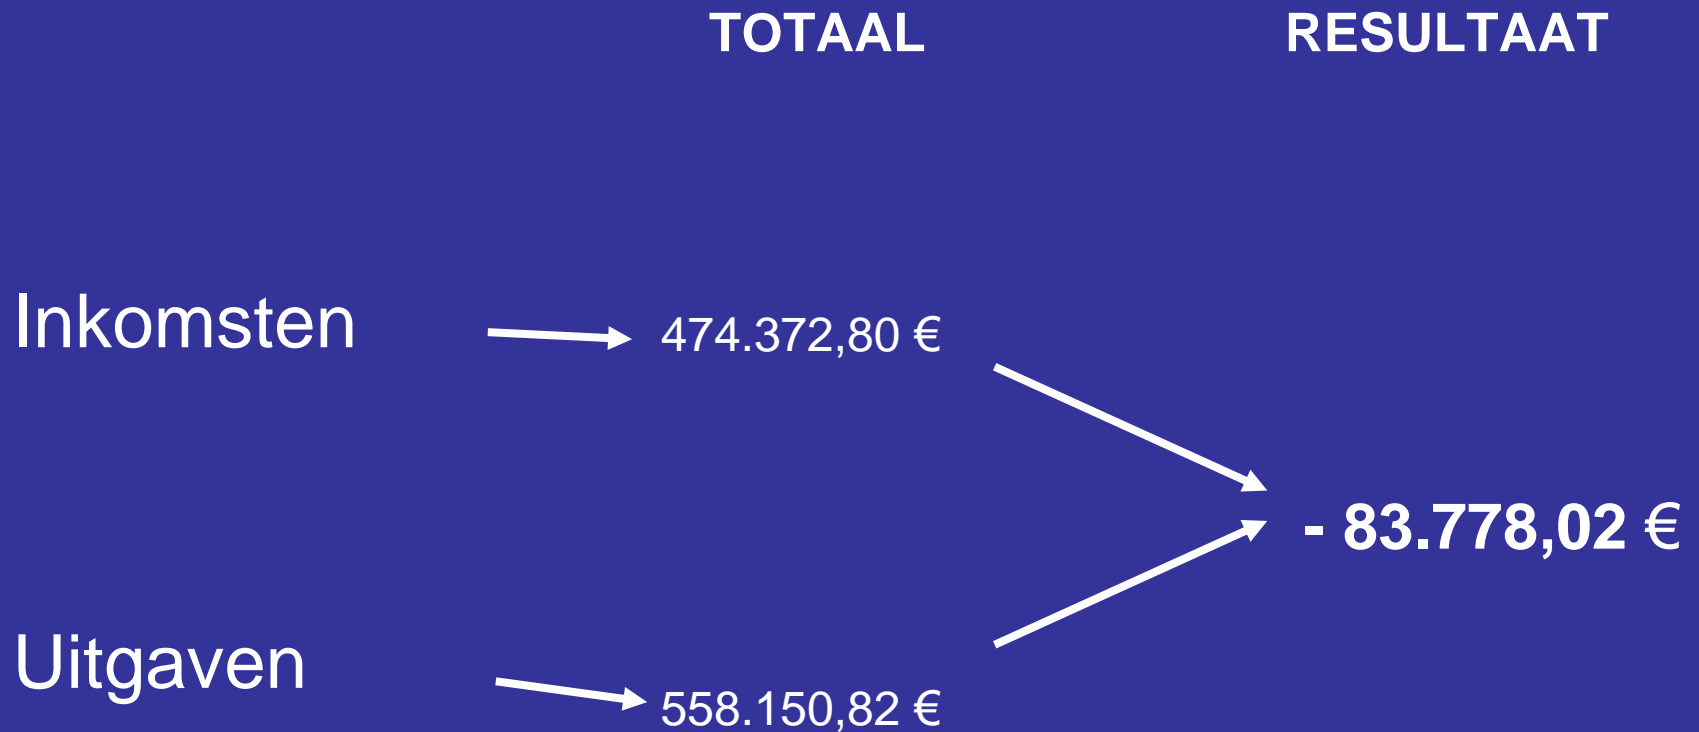 TOTAAL RESULTAAT
Inkomsten 474.372,80 €
- 83.778,02 €
Uitgaven 558.150,82 €